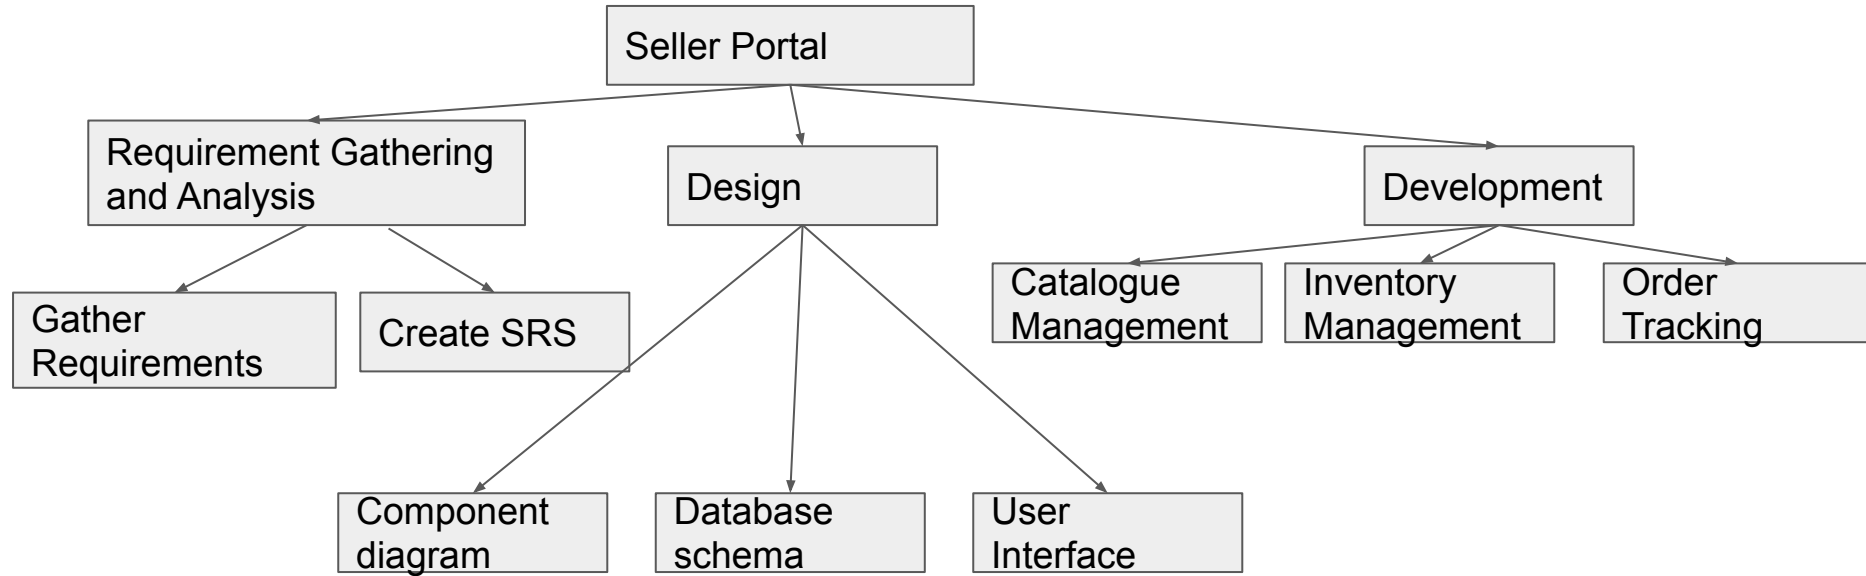 Seller Portal
Requirement Gathering
and Analysis
Design
Development
Gather
Requirements
Create SRS
Catalogue
Management
Inventory
Management
Order
Tracking
Component
diagram
Database
schema
User
Interface